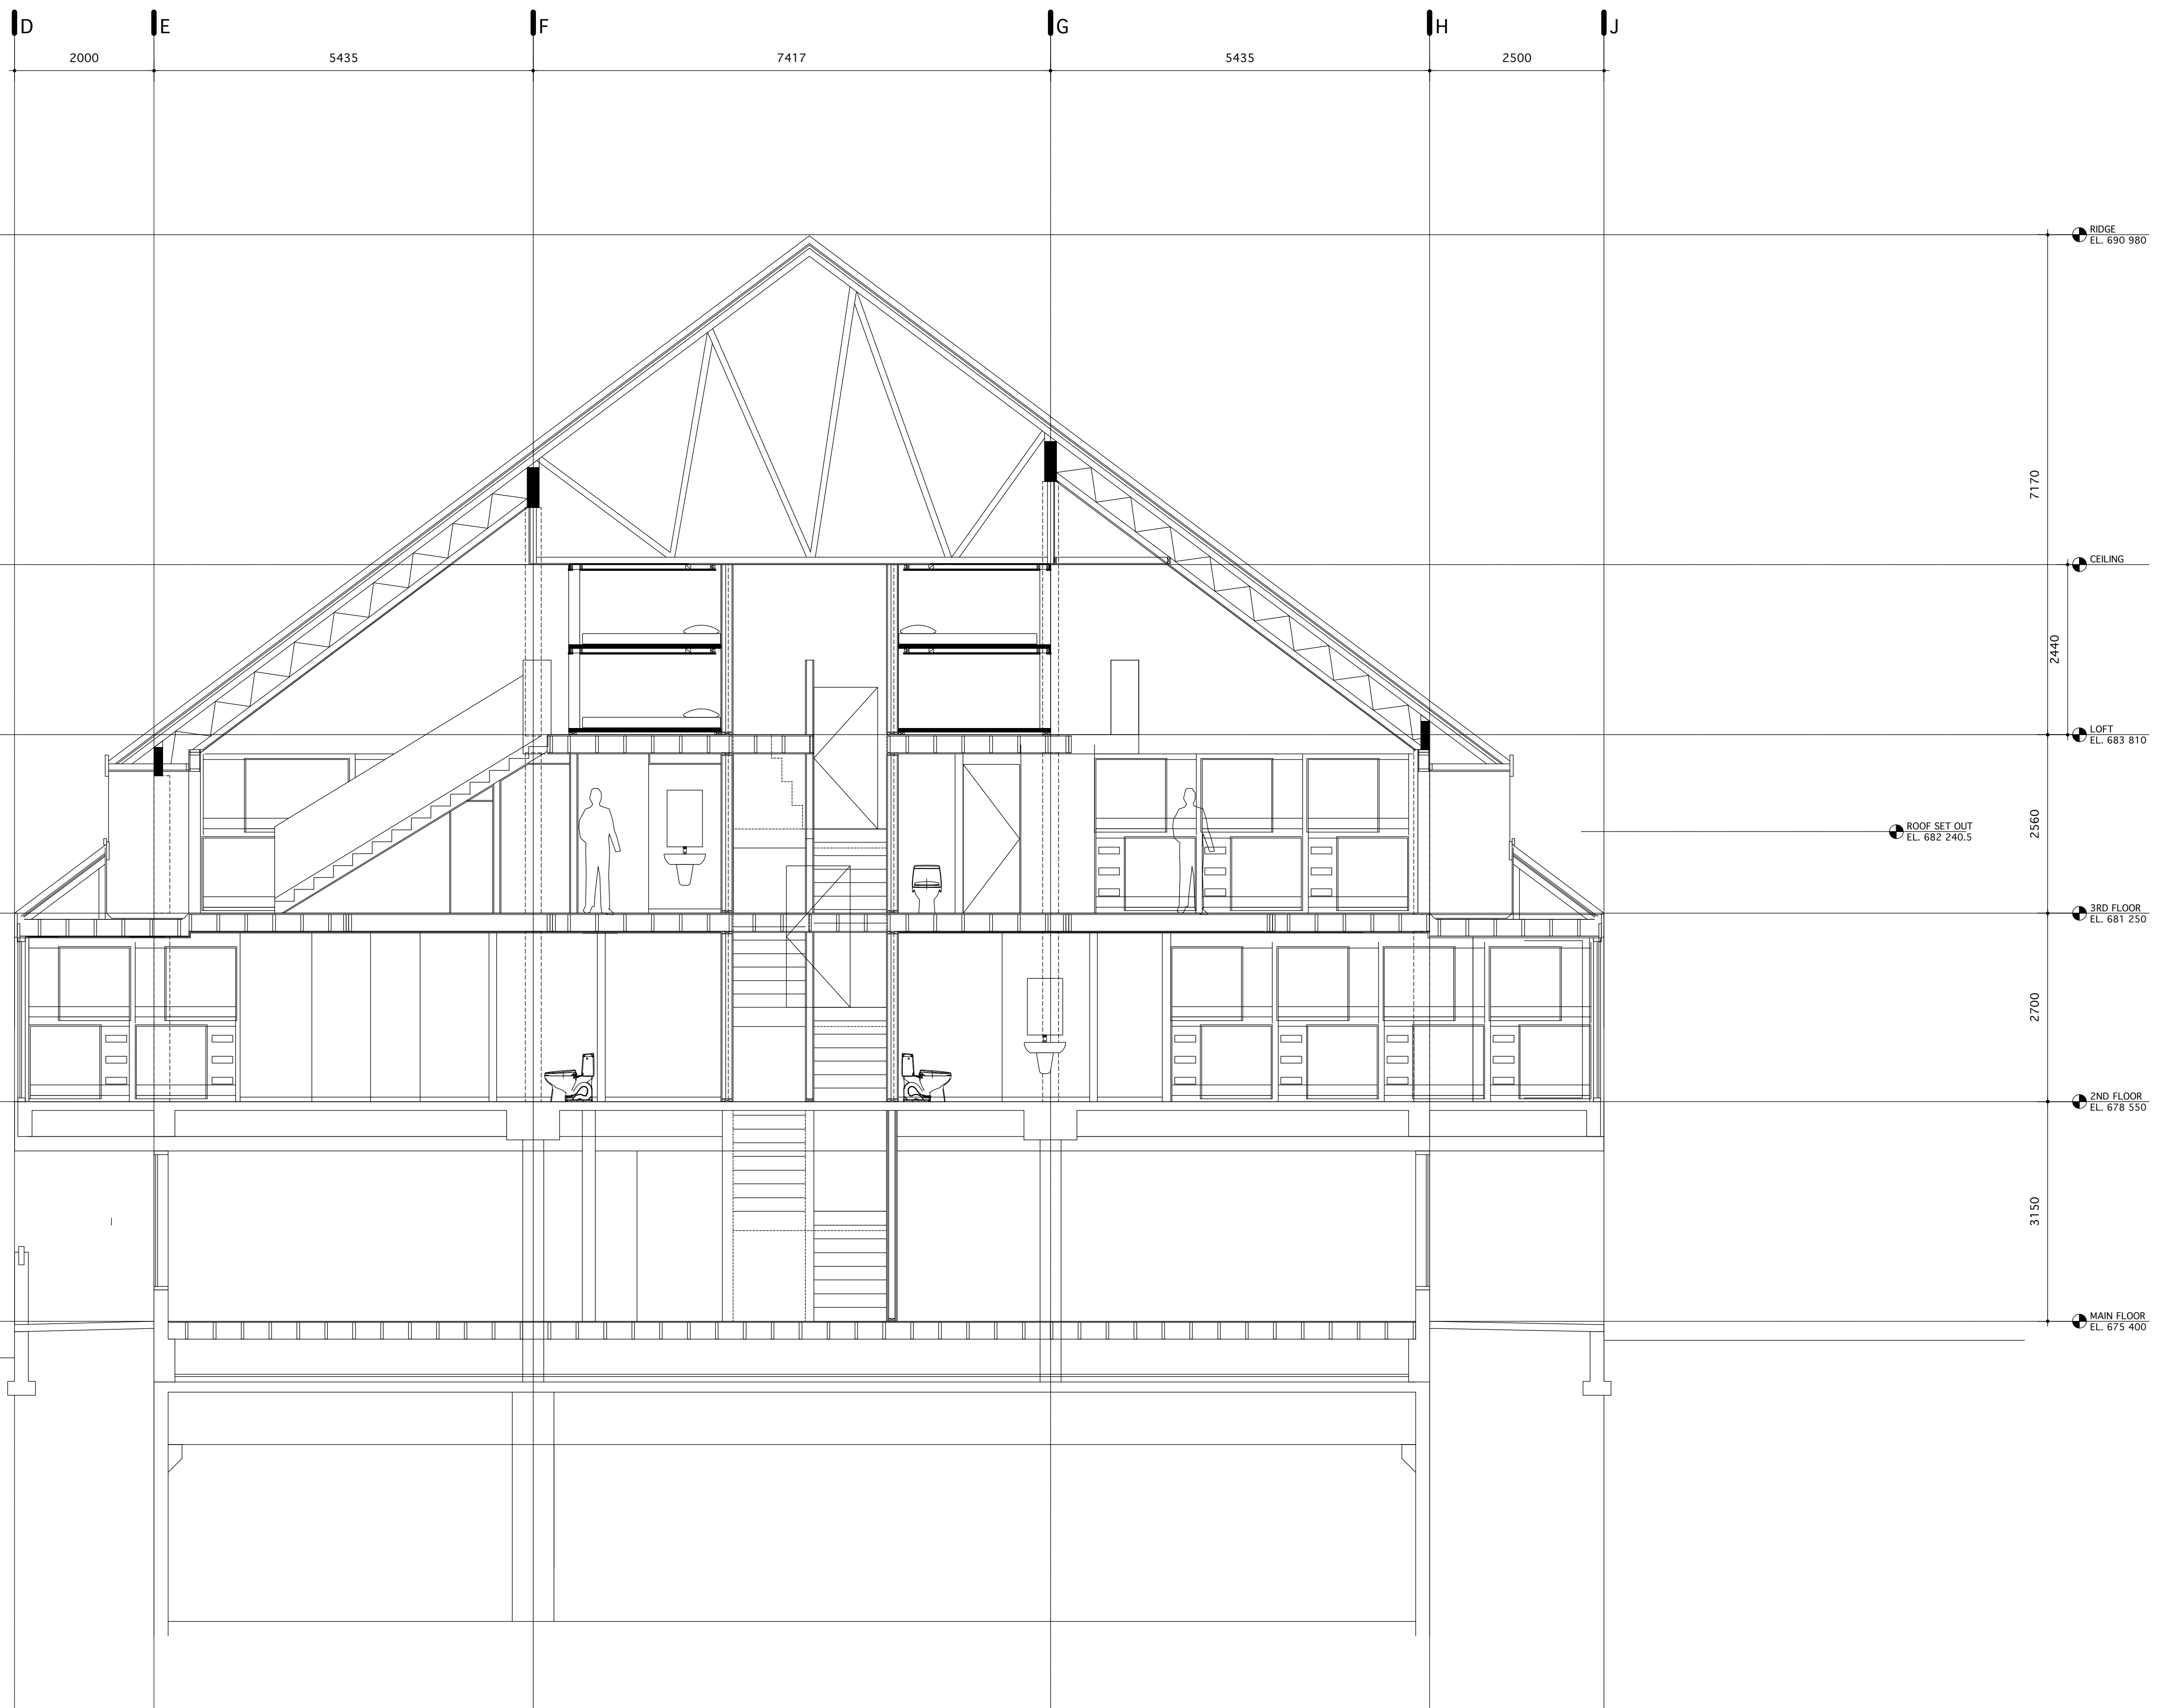 D E F G H J
2000 5435 7417 5435 2500
RIDGE
EL. 690 980
7170
CEILING
2440
LOFT
EL. 683 810
2560
ROOF SET OUT
EL. 682 240.5
3RD FLOOR
EL. 681 250
2700
2ND FLOOR
EL. 678 550
3150
MAIN FLOOR
EL. 675 400